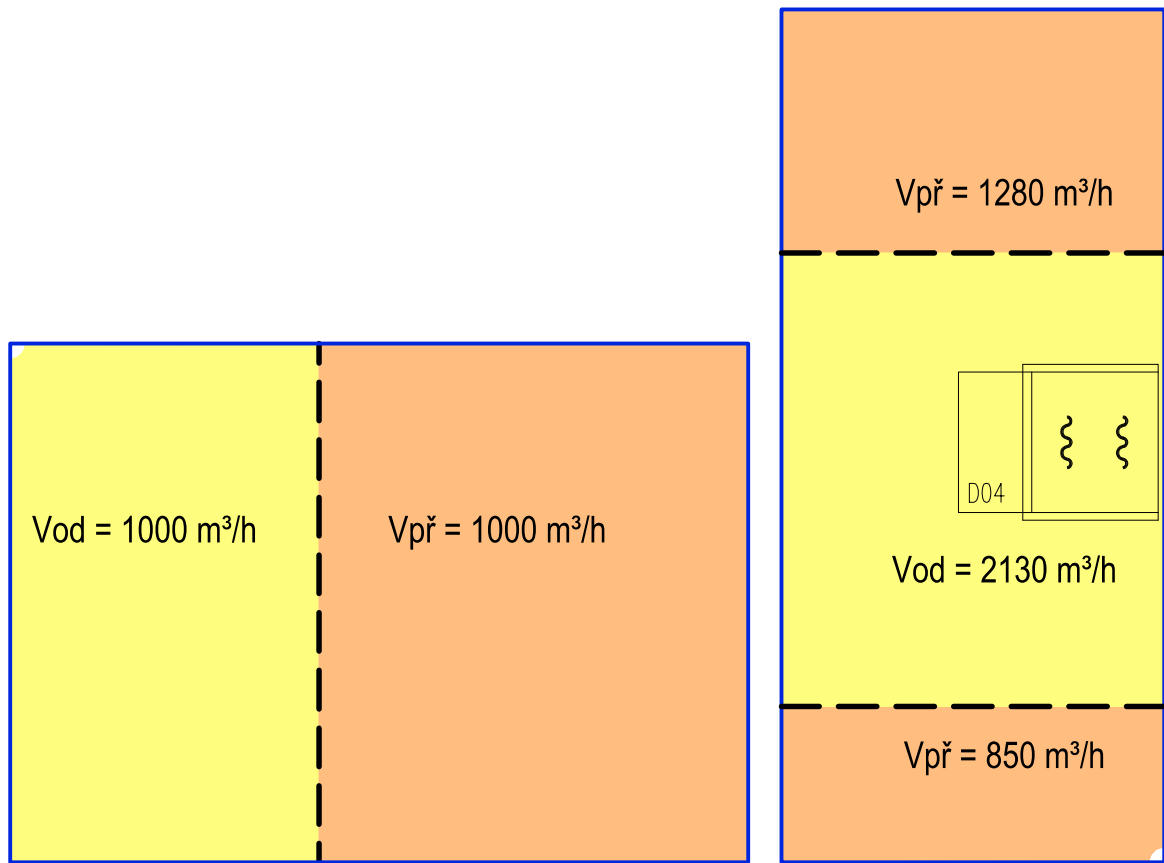 Vpř = 1280 m³/h
Vod = 1000 m³/h
Vpř = 1000 m³/h
D04
Vod = 2130 m³/h
Vpř = 850 m³/h